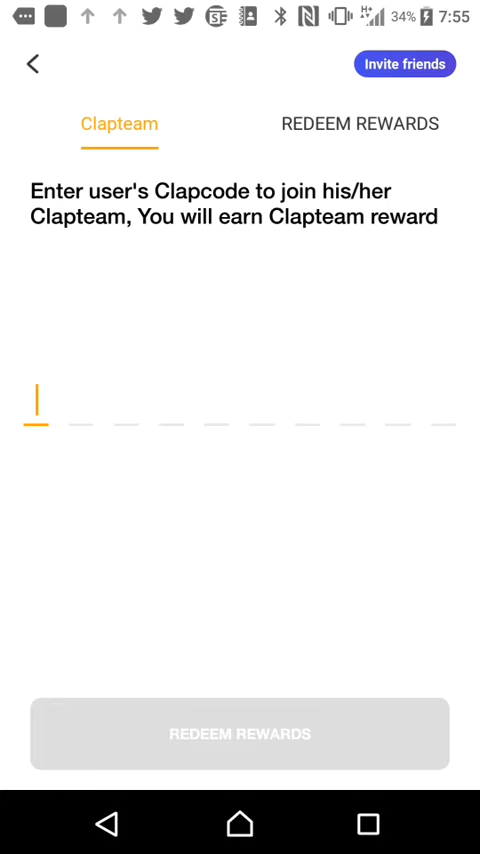 34% 7:55
Invite friends
Clapteam REDEEM REWARDS
Enter user's Clapcode to join his/her
Clapteam, You will earn Clapteam reward
REDEEM REWARDS